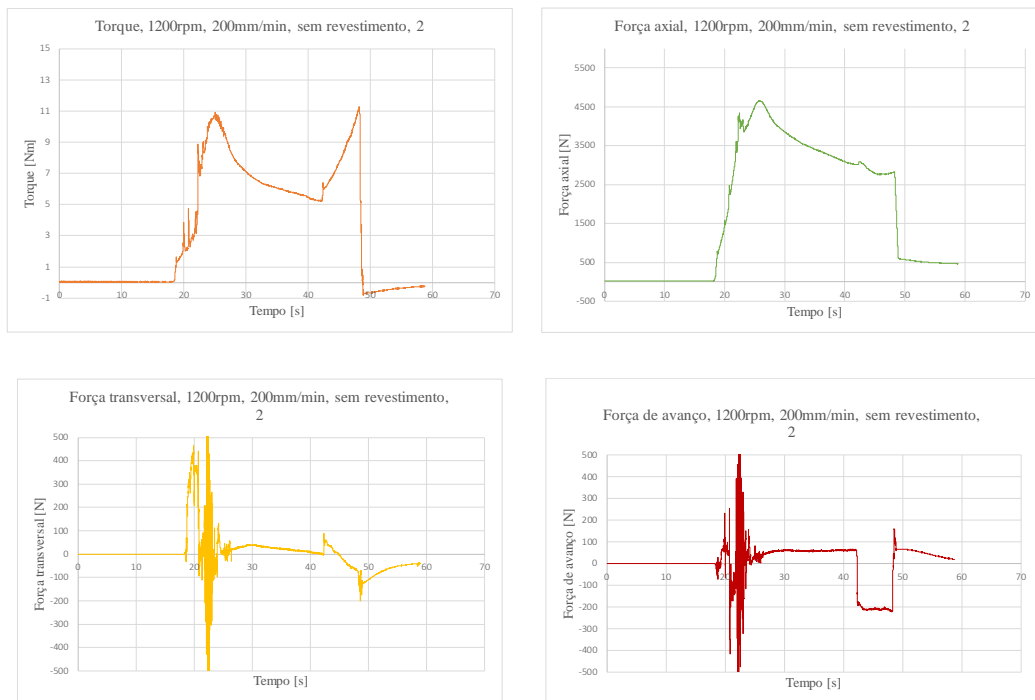 Torque, 1200rpm, 200mm/min, sem revestimento, 2
15
13
11
9
7
5
3
1
-1
Torque [Nm]
0 10 20 30 40 50 60 70
Tempo [s]
Força axial, 1200rpm, 200mm/min, sem revestimento, 2
5500
4500
3500
2500
1500
500
-500
Força axial [N]
0 10 20 30 40 50 60 70
Tempo [s]
Força transversal, 1200rpm, 200mm/min, sem revestimento,
2
500
400
300
200
100
0
-100
-200
-300
-400
-500
Força transversal [N]
0 10 20 30 40 50 60 70
Tempo [s]
Força de avanço, 1200rpm, 200mm/min, sem revestimento,
2
500
400
300
200
100
0
-100
-200
-300
-400
-500
Força de avanço [N]
0 10 20 30 40 50 60 70
Tempo [s]